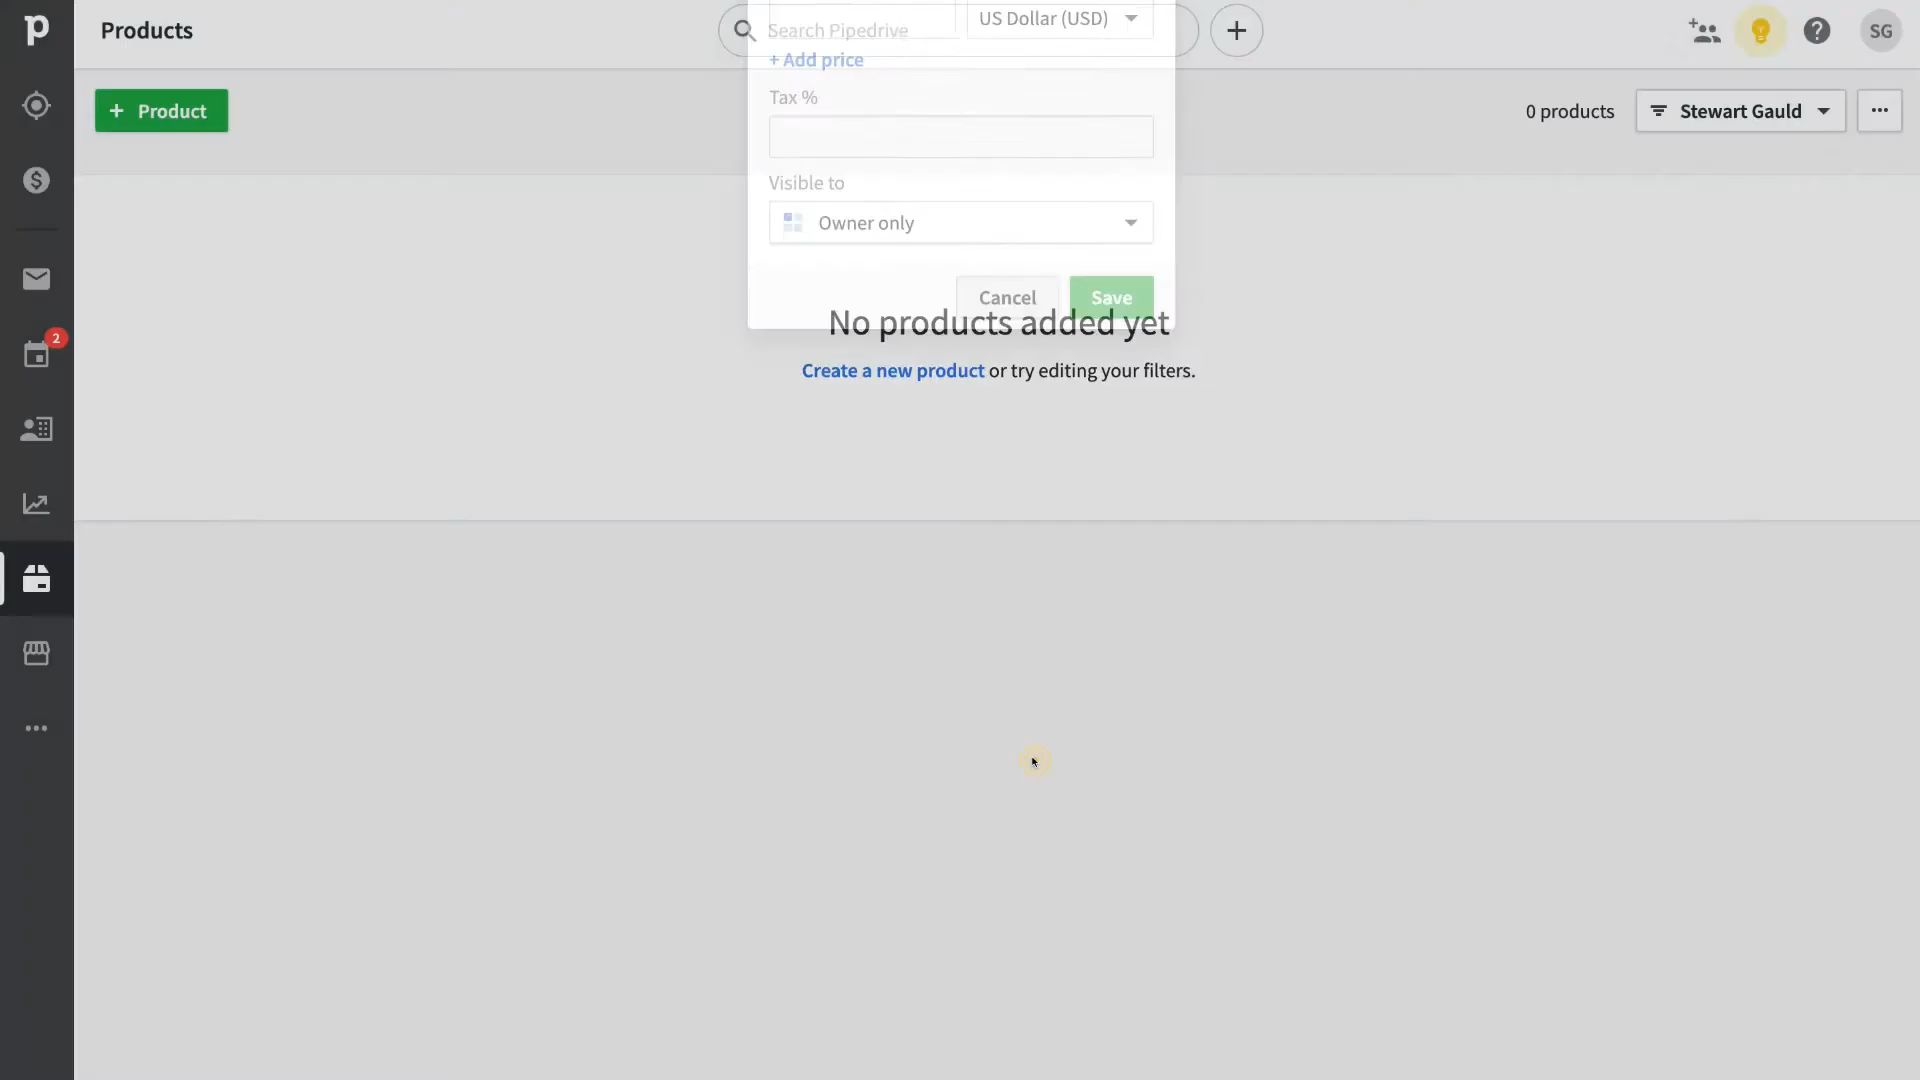 p
Products
Search Pipedrive
US Dollar (USD)
SG
+ Add price
+ Product
0 products
Stewart Gauld
Tax %
Visible to
Owner only
Cancel
Save
No products added yet
Create a new product or try editing your filters.
2